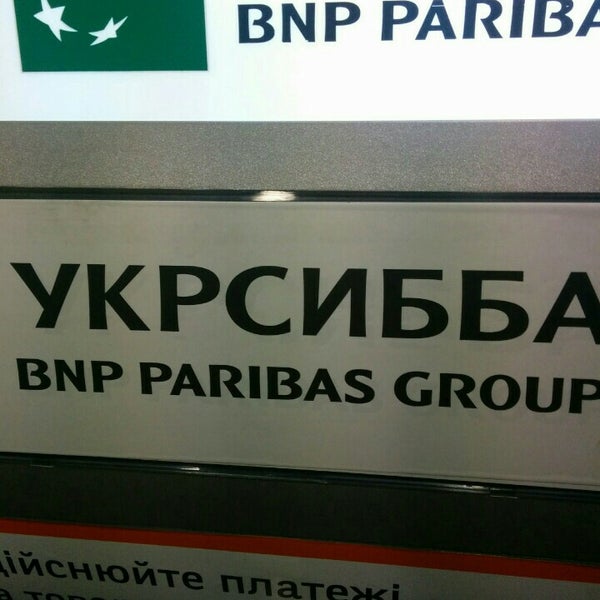 BNP PARIBA
УКРСИББА
BNP PARIBAS GROUP
дійснюйте платежі